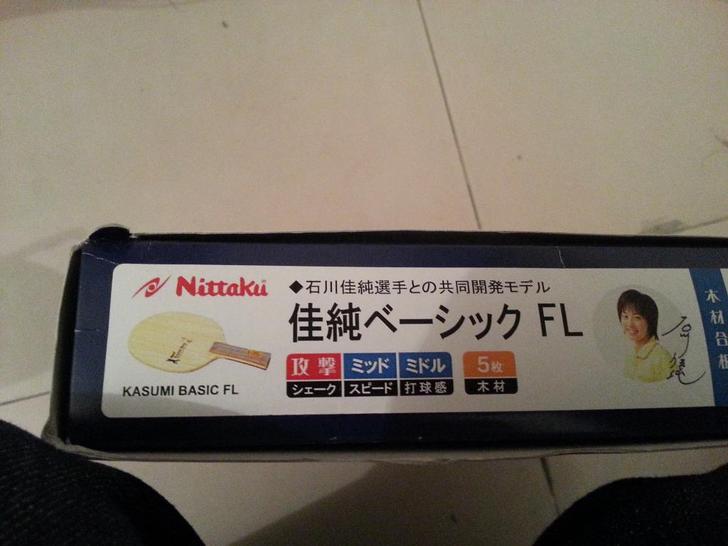 Nittaku
◆石川佳純選手との共同開発モデル
佳純ベーシック FL
攻撃 ミッド ミドル 5枚
シェーク スピード 打球感 木材
KASUMI BASIC FL
木材合板